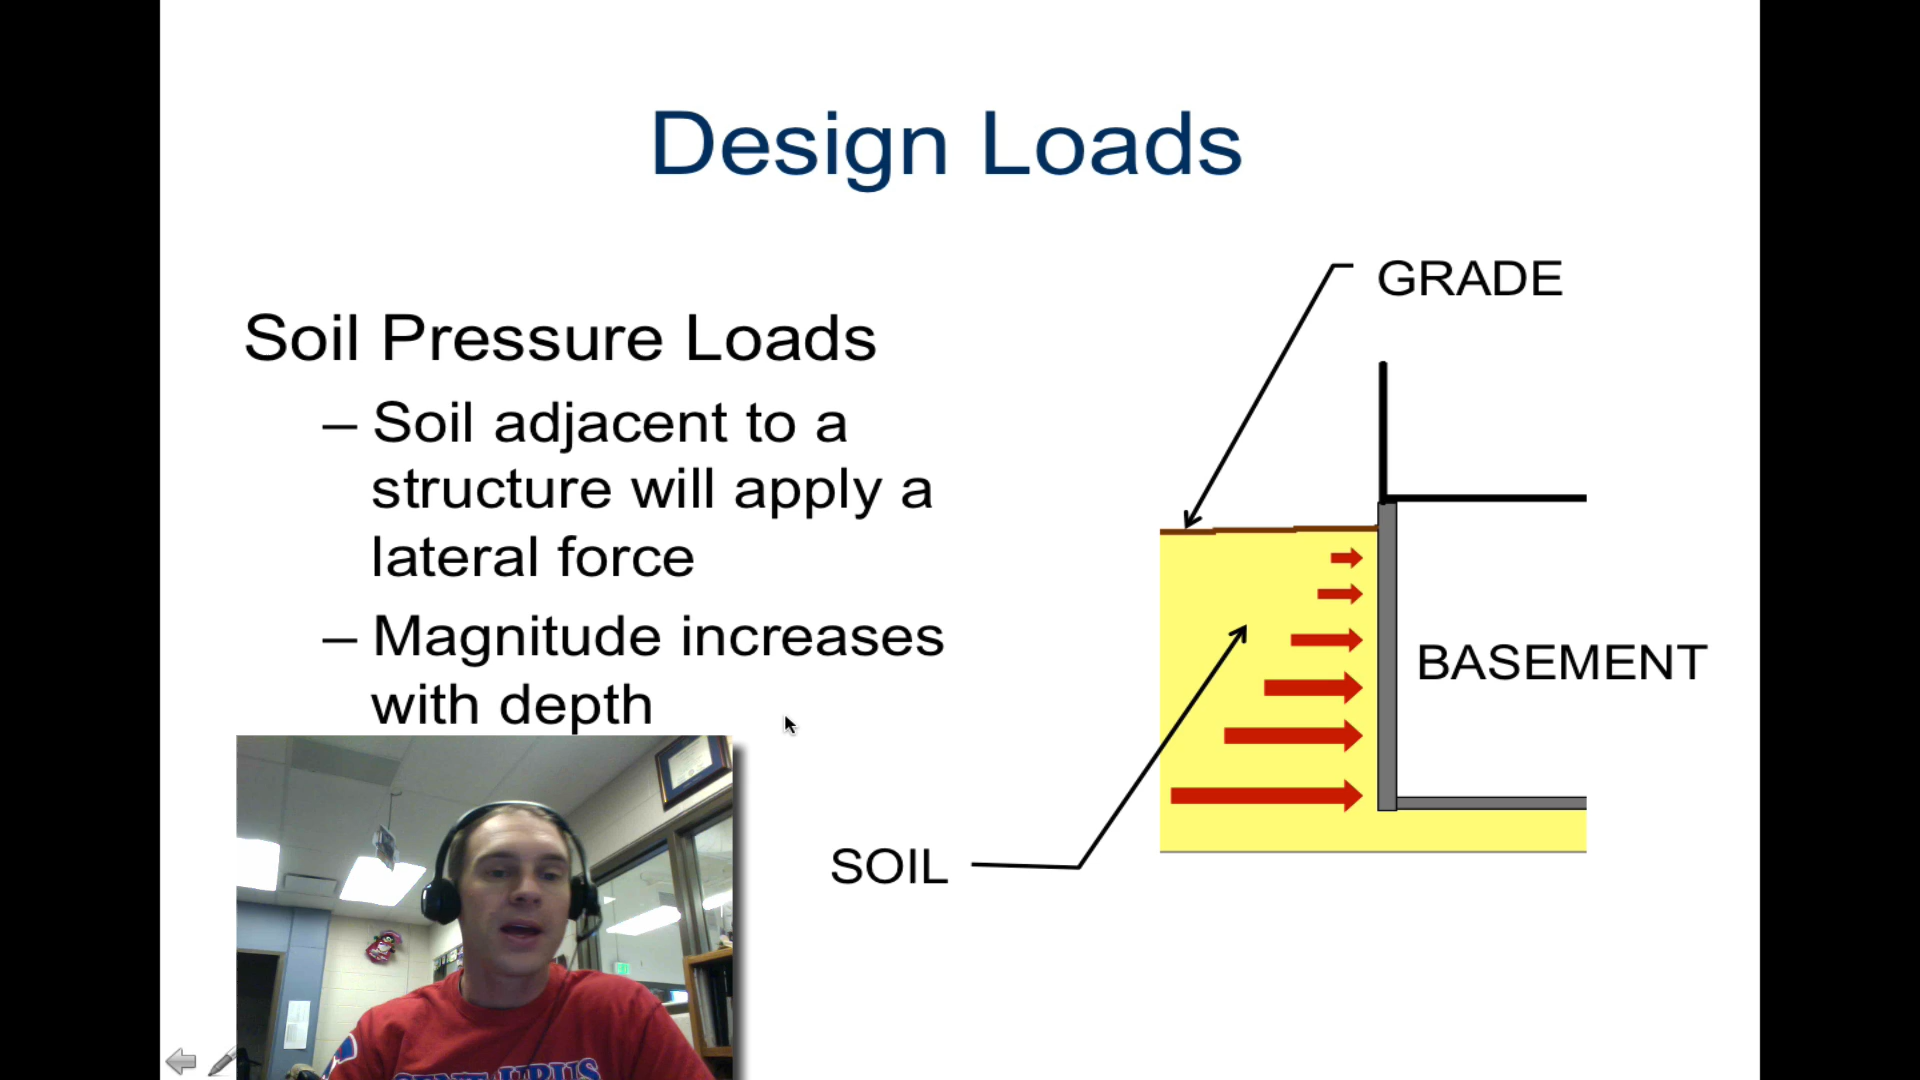 Design Loads
GRADE
Soil Pressure Loads
– Soil adjacent to a
structure will apply a
lateral force
– Magnitude increases
with depth
BASEMENT
SOIL